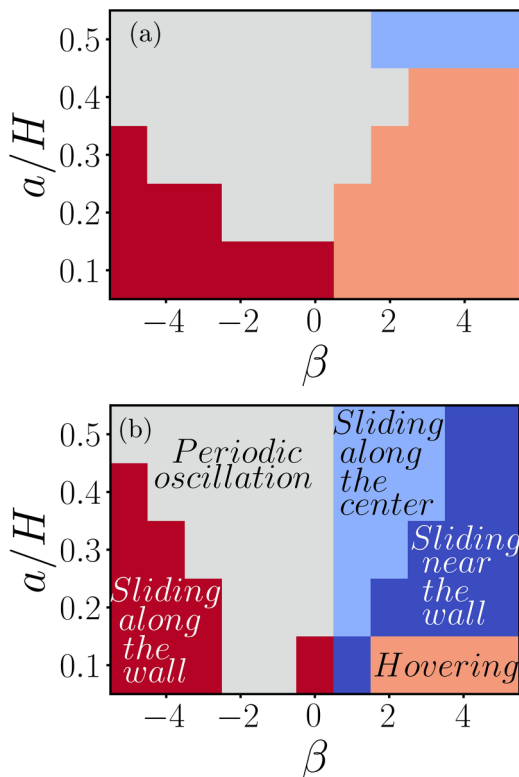 (a)
0.5
0.4
0.3
0.2
0.1
a/H
−4 −2 0 2 4
β
(b)
0.5
0.4
0.3
0.2
0.1
a/H
Periodic
oscillation
Sliding
along
the
center
Sliding
near
the
wall
Sliding
along
the
wall
Hovering
−4 −2 0 2 4
β